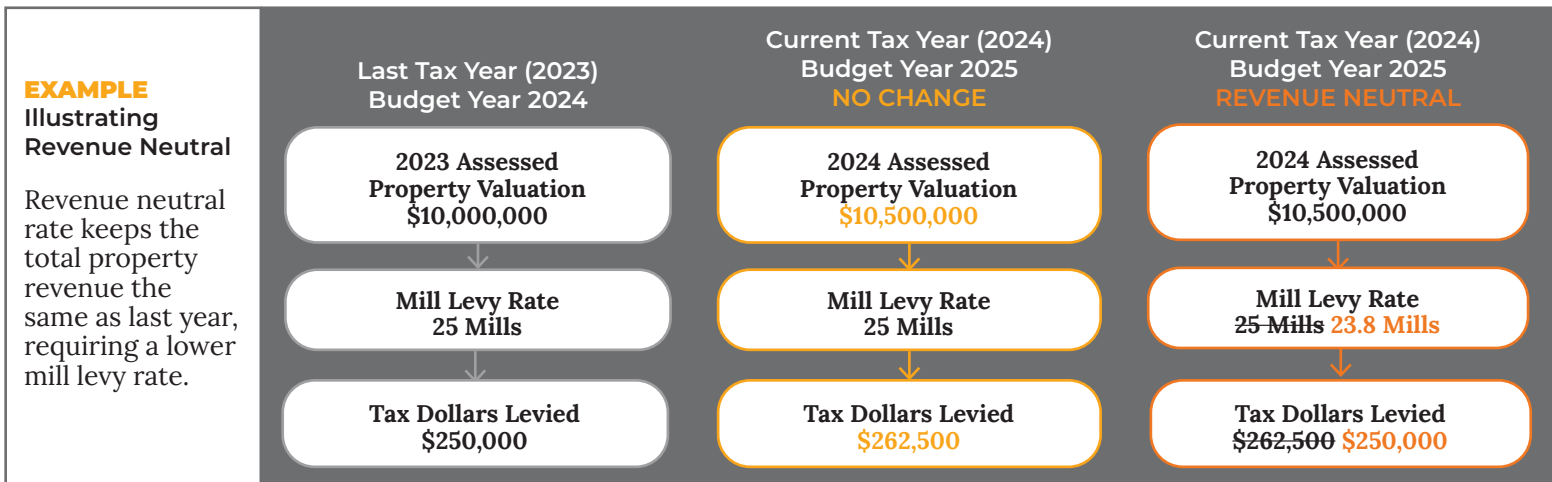 EXAMPLE
Illustrating
Revenue Neutral
Revenue neutral
rate keeps the
total property
revenue the
same as last year,
requiring a lower
mill levy rate.
Last Tax Year (2023)
Budget Year 2024
2023 Assessed
Property Valuation
$10,000,000
Mill Levy Rate
25 Mills
Tax Dollars Levied
$250,000
Current Tax Year (2024)
Budget Year 2025
NO CHANGE
2024 Assessed
Property Valuation
$10,500,000
Mill Levy Rate
25 Mills
Tax Dollars Levied
$262,500
Current Tax Year (2024)
Budget Year 2025
REVENUE NEUTRAL
2024 Assessed
Property Valuation
$10,500,000
Mill Levy Rate
25 Mills 23.8 Mills
Tax Dollars Levied
$262,500 $250,000